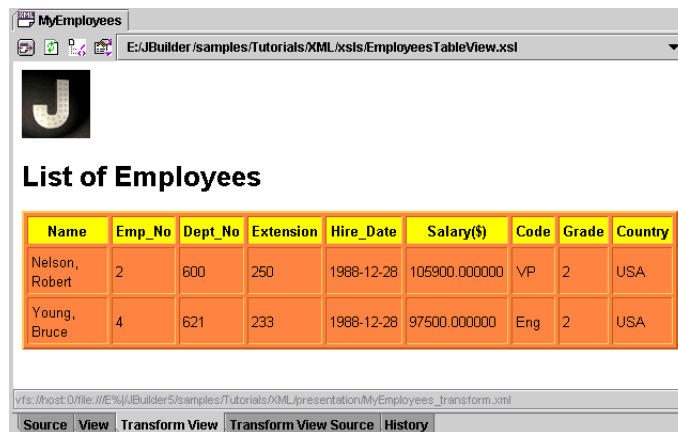 MyEmployees
E:/JBuilder/samples/Tutorials/XML/xsls/EmployeesTableView.xsl
J
List of Employees
Name Emp_No Dept_No Extension Hire_Date Salary($) Code Grade Country
Nelson, Robert 2 600 250 1988-12-28 105900.000000 VP 2 USA
Young, Bruce 4 621 233 1988-12-28 97500.000000 Eng 2 USA
vfs://host:0/file:///E%|/JBuilder5/samples/Tutorials/XML/presentation/MyEmployees_transform.xml
Source View Transform View Transform View Source History